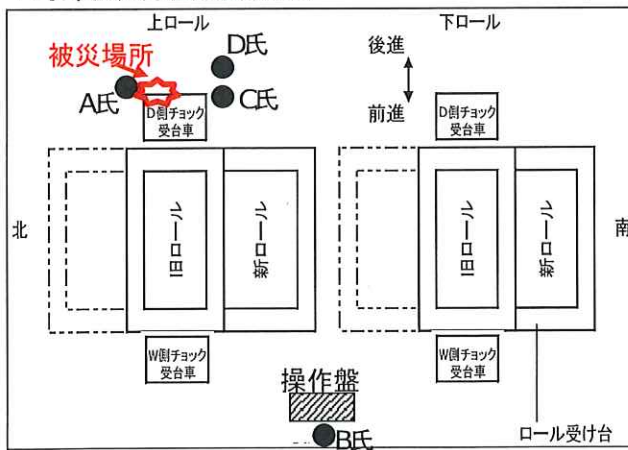 上ロール
下ロール
被災場所
D氏
後進
A氏
C氏
前進
D側チョック
受台車
D側チョック
受台車
北
旧ロール
新ロール
旧ロール
新ロール
南
W側チョック
受台車
W側チョック
受台車
操作盤
B氏
ロール受け台